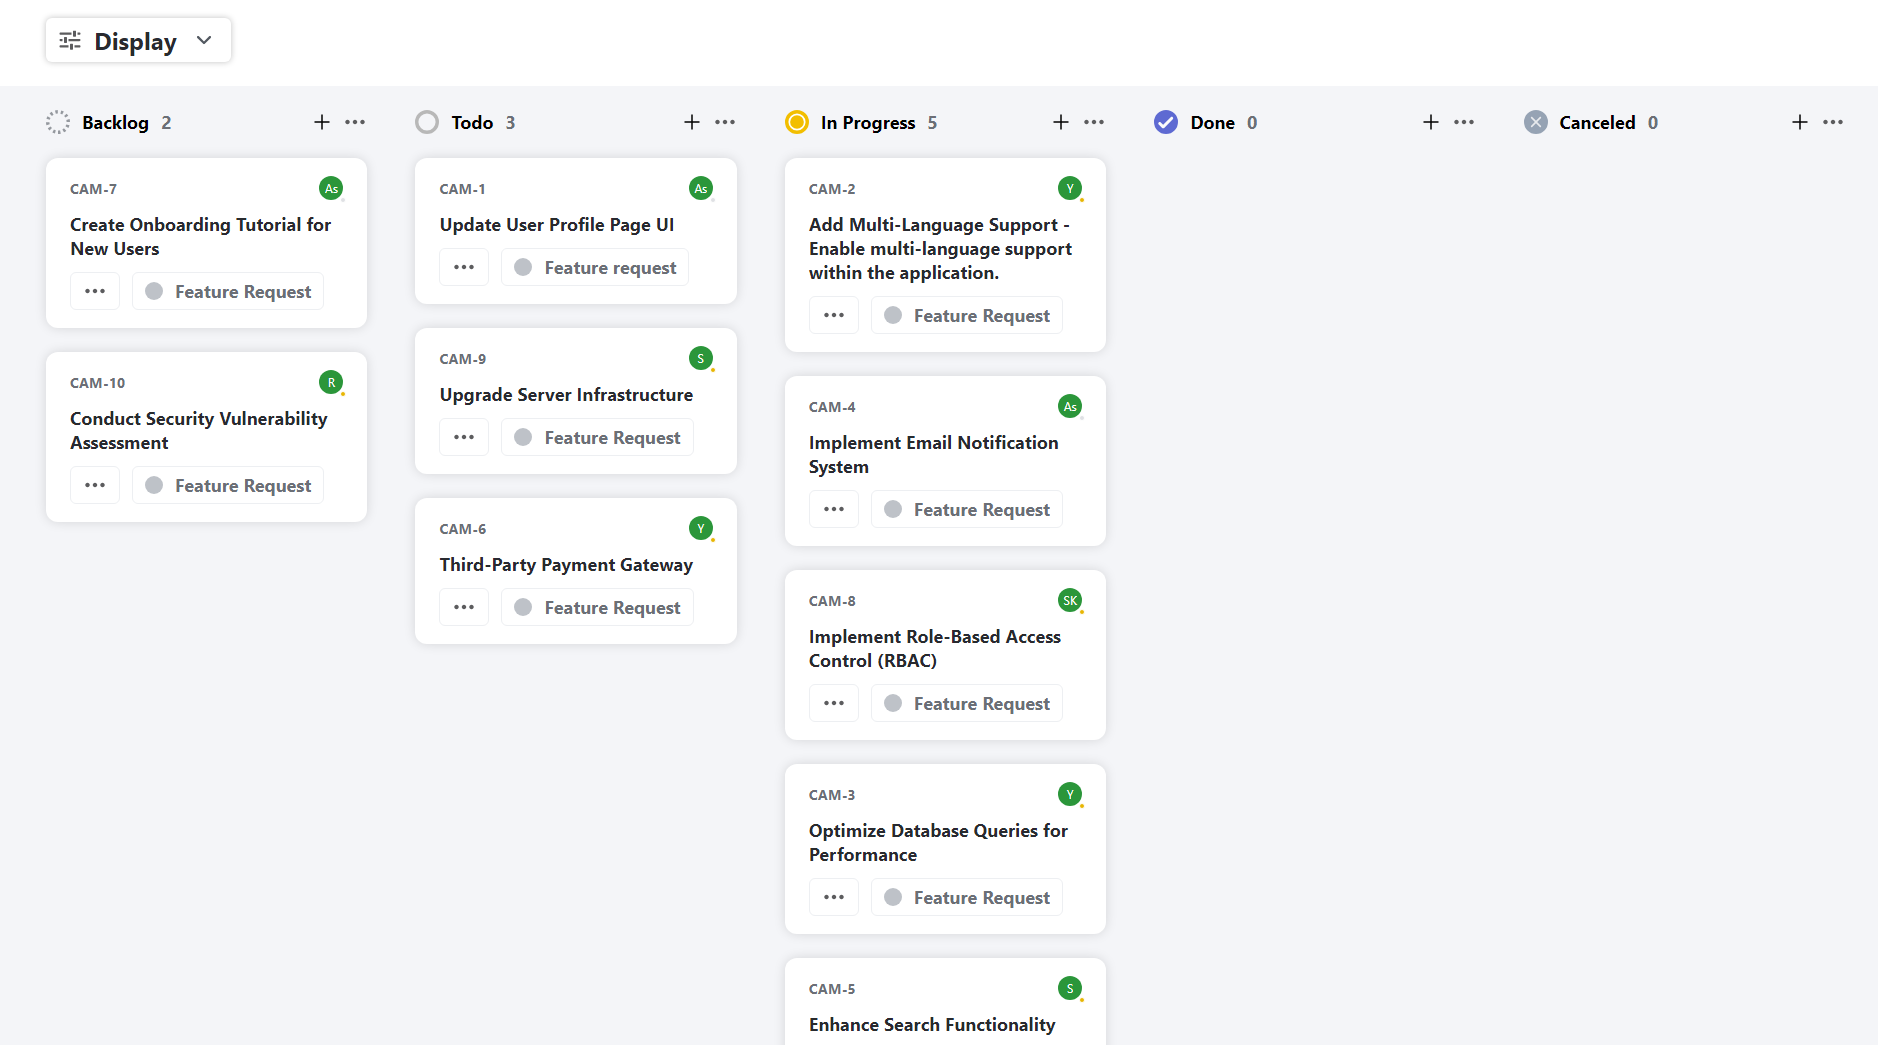 Display
Backlog 2
CAM-7
As
Create Onboarding Tutorial for
New Users
Feature Request
CAM-10
R
Conduct Security Vulnerability
Assessment
Feature Request
Todo 3
CAM-1
As
Update User Profile Page UI
Feature request
CAM-9
S
Upgrade Server Infrastructure
Feature Request
CAM-6
Y
Third-Party Payment Gateway
Feature Request
In Progress 5
CAM-2
Y
Add Multi-Language Support -
Enable multi-language support
within the application.
Feature Request
CAM-4
As
Implement Email Notification
System
Feature Request
CAM-8
SK
Implement Role-Based Access
Control (RBAC)
Feature Request
CAM-3
Y
Optimize Database Queries for
Performance
Feature Request
CAM-5
S
Enhance Search Functionality
Done 0
Canceled 0